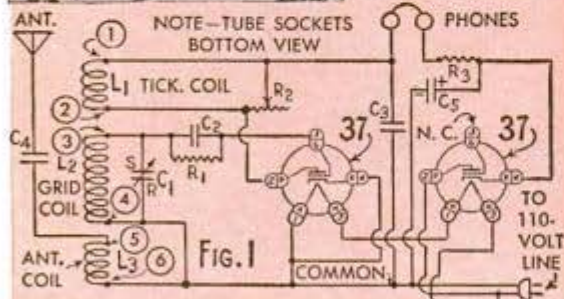 ANT.
NOTE—TUBE SOCKETS
BOTTOM VIEW
PHONES
1
L1 TICK. COIL
R2
R3
C5
+
2
3
C2
C3
N. C.
37
37
C4
L2
GRID
COIL
S
R
C1
R1
4
5
6
ANT.
COIL
L3
FIG. 1
COMMON
TO
110-
VOLT
LINE